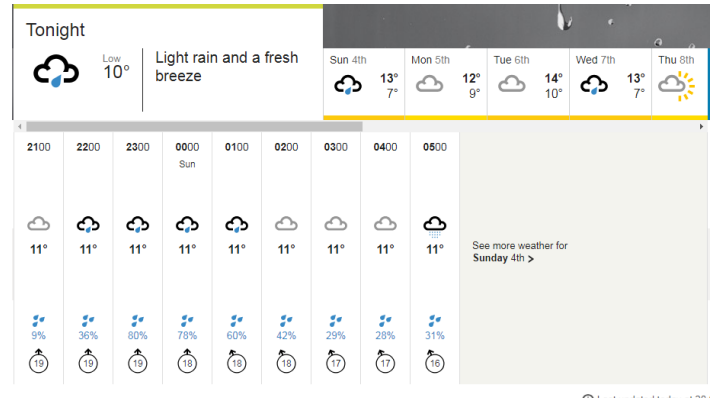 Tonight
Low
10°
Light rain and a fresh
breeze
Sun 4th
13°
7°
Mon 5th
12°
9°
Tue 6th
14°
10°
Wed 7th
13°
7°
Thu 8th
2100 2200 2300 0000 0100 0200 0300 0400 0500
Sun
11° 11° 11° 11° 11° 11° 11° 11° 11°
See more weather for
Sunday 4th >
9% 36% 80% 78% 60% 42% 29% 28% 31%
19 19 19 18 18 18 17 17 16